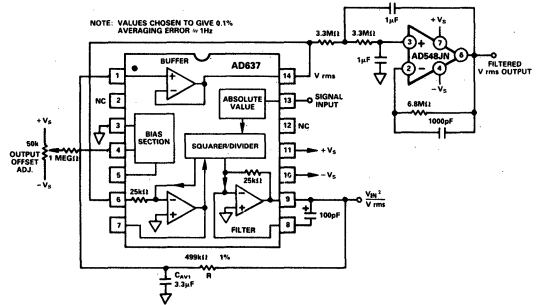 NOTE: VALUES CHOSEN TO GIVE 0.1%
AVERAGING ERROR ≈ 1Hz
3.3MΩ
3.3MΩ
1µF
+VS
1µF
3
7
+
AD548JN
6
2
−
4
−VS
FILTERED
V rms OUTPUT
6.8MΩ
1000pF
BUFFER
AD637
1
+
−
14
V rms
NC
2
ABSOLUTE
VALUE
13
SIGNAL
INPUT
3
BIAS
SECTION
12
NC
+VS
50k
OUTPUT
OFFSET
ADJ.
−VS
1 MEGΩ
4
SQUARER/DIVIDER
11
+VS
5
25kΩ
10
−VS
25kΩ
6
−
+
−
+
9
VIN²
V rms
+
100pF
7
FILTER
8
499kΩ 1%
R
CAV1
3.3µF